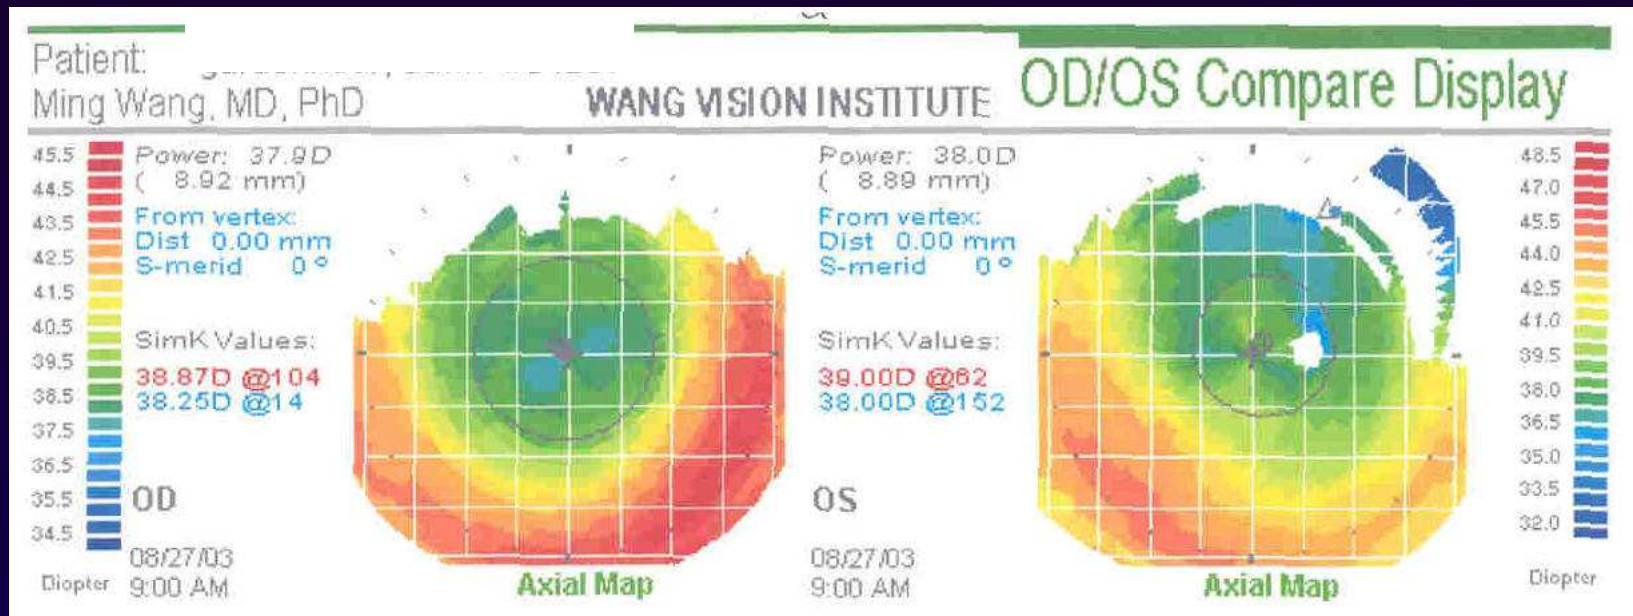 Patient:
Ming Wang, MD, PhD
WANG VISION INSTITUTE
OD/OS Compare Display
45.5
44.5
43.5
42.5
41.5
40.5
39.5
38.5
37.5
36.5
35.5
34.5
Diopter
Power: 37.9D
( 8.92 mm)
From vertex:
Dist 0.00 mm
S-merid 0°
SimK Values:
38.87D @104
38.25D @14
OD
08/27/03
9:00 AM
Axial Map
Power: 38.0D
( 8.89 mm)
From vertex:
Dist 0.00 mm
S-merid 0°
SimK Values:
39.00D @62
38.00D @152
OS
08/27/03
9:00 AM
Axial Map
48.5
47.0
45.5
44.0
42.5
41.0
39.5
38.0
36.5
35.0
33.5
32.0
Diopter